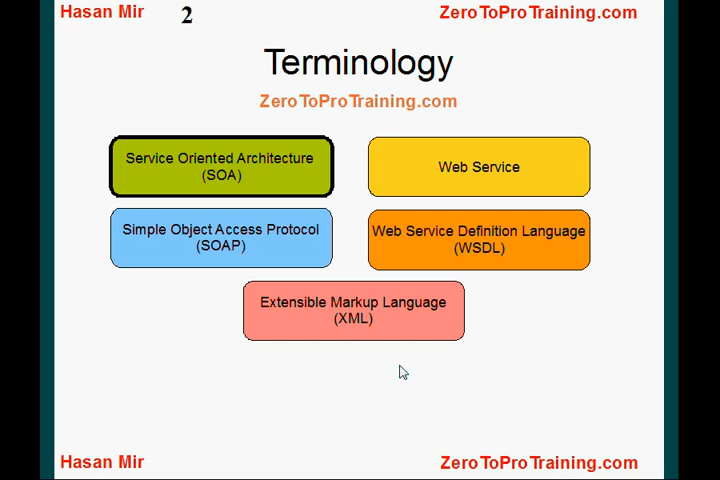 Hasan Mir 2 ZeroToProTraining.com
Terminology
ZeroToProTraining.com
Service Oriented Architecture
(SOA)
Web Service
Simple Object Access Protocol
(SOAP)
Web Service Definition Language
(WSDL)
Extensible Markup Language
(XML)
Hasan Mir ZeroToProTraining.com